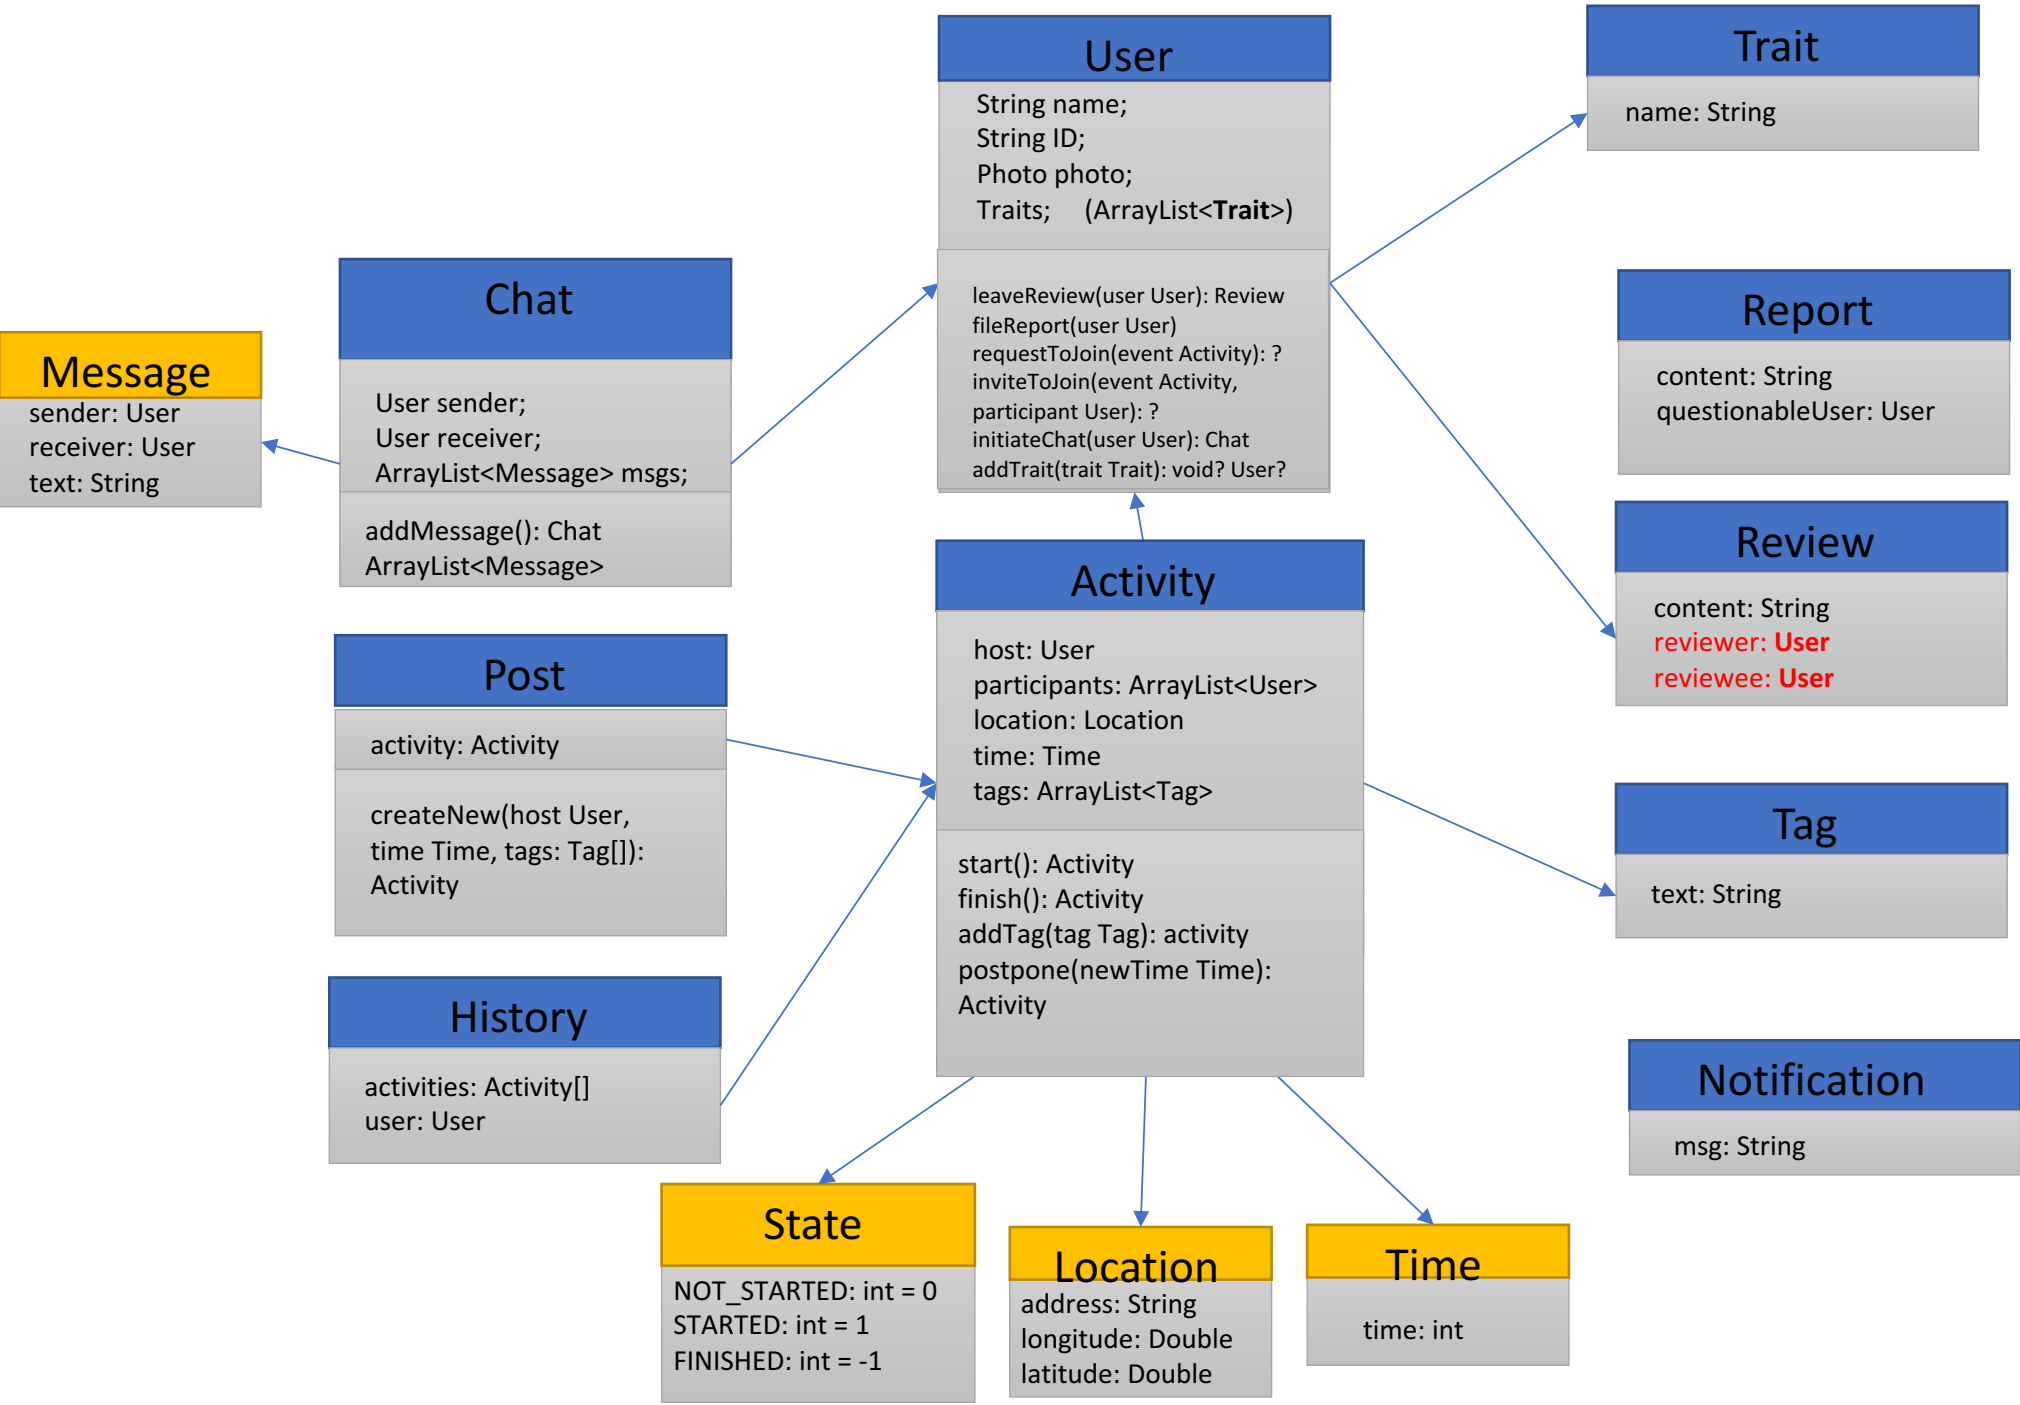 User
String name;
String ID;
Photo photo;
Traits; (ArrayList<Trait>)
leaveReview(user User): Review
fileReport(user User)
requestToJoin(event Activity): ?
inviteToJoin(event Activity,
participant User): ?
initiateChat(user User): Chat
addTrait(trait Trait): void? User?
Trait
name: String
Chat
User sender;
User receiver;
ArrayList<Message> msgs;
addMessage(): Chat
ArrayList<Message>
Message
sender: User
receiver: User
text: String
Report
content: String
questionableUser: User
Review
content: String
reviewer: User
reviewee: User
Activity
host: User
participants: ArrayList<User>
location: Location
time: Time
tags: ArrayList<Tag>
start(): Activity
finish(): Activity
addTag(tag Tag): activity
postpone(newTime Time):
Activity
Post
activity: Activity
createNew(host User,
time Time, tags: Tag[]):
Activity
Tag
text: String
History
activities: Activity[]
user: User
Notification
msg: String
State
NOT_STARTED: int = 0
STARTED: int = 1
FINISHED: int = -1
Location
address: String
longitude: Double
latitude: Double
Time
time: int